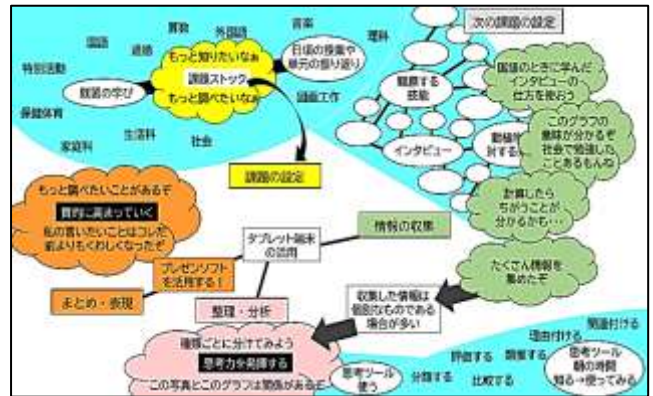 国語
算数
外国語
音楽
道徳
特別活動
理科
もっと知りたいなぁ
課題ストック
もっと調べたいなぁ
日頃の授業や
単元の振り返り
既習の学び
保健体育
図画工作
家庭科
生活科
社会
課題の設定
次の課題の設定
観察する
技能
インタビュー
国語のときに学んだ
インタビューの
仕方を使おう
このグラフの
意味が分かるぞ
社会で勉強した
ことあるもんね
計算したら
ちがうことが
分かるかも・・・
もっと調べたいことがあるぞ
質的に高まっていく
私の言いたいことはコレだ
前よりもくわしくなったぞ
タブレット端末
の活用
情報の収集
プレゼンソフト
を活用する！
まとめ・表現
整理・分析
たくさん情報を
集めたぞ
収集した情報は
個別なものである
場合が多い
種類ごとに分けてみよう
思考力を発揮する
この写真とこのグラフは関係があるぞ
思考ツール
使う
分類する
評価する
比較する
類推する
理由付ける
関連付ける
思考ツール
朝の時間
知る→使ってみる